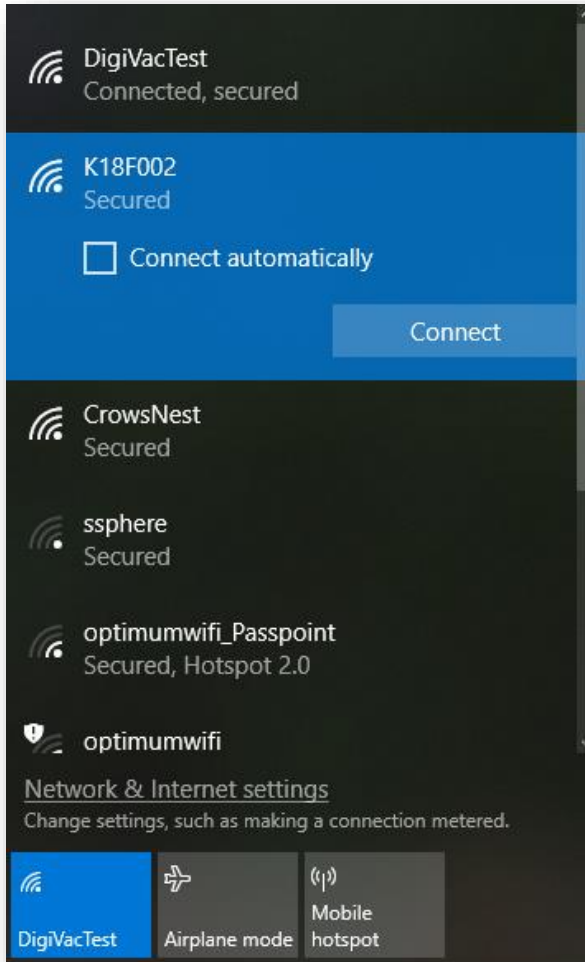 DigiVacTest
Connected, secured
K18F002
Secured
Connect automatically
Connect
CrowsNest
Secured
ssphere
Secured
optimumwifi_Passpoint
Secured, Hotspot 2.0
optimumwifi
Network & Internet settings
Change settings, such as making a connection metered.
DigiVacTest
Airplane mode
Mobile
hotspot